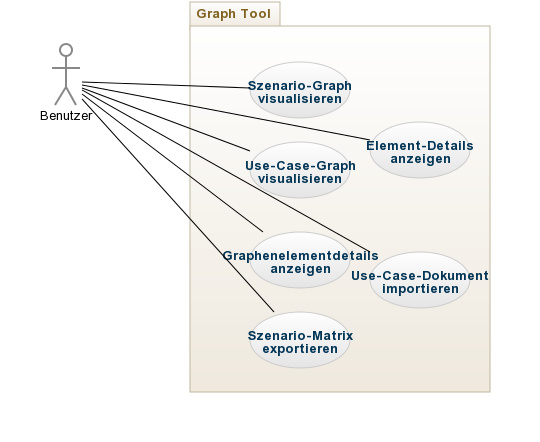 Graph Tool
Benutzer
Szenario-Graph
visualisieren
Element-Details
anzeigen
Use-Case-Graph
visualisieren
Graphenelementdetails
anzeigen
Use-Case-Dokument
importieren
Szenario-Matrix
exportieren